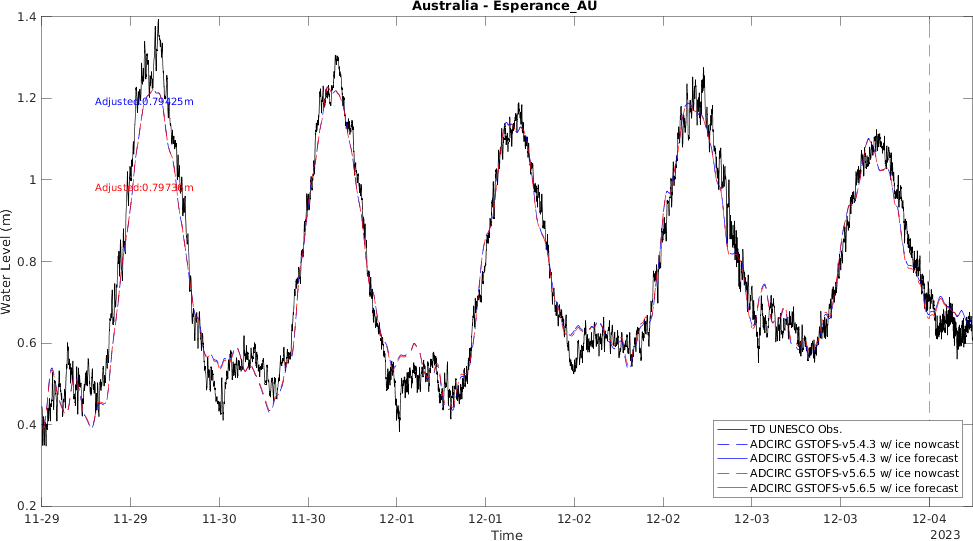 Australia - Esperance_AU
1.4
1.2
1
0.8
0.6
0.4
0.2
Water Level (m)
Adjusted:0.79425m
Adjusted:0.79736m
TD UNESCO Obs.
ADCIRC GSTOFS-v5.4.3 w/ ice nowcast
ADCIRC GSTOFS-v5.4.3 w/ ice forecast
ADCIRC GSTOFS-v5.6.5 w/ ice nowcast
ADCIRC GSTOFS-v5.6.5 w/ ice forecast
11-29 11-29 11-30 11-30 12-01 12-01 12-02 12-02 12-03 12-03 12-04
2023
Time